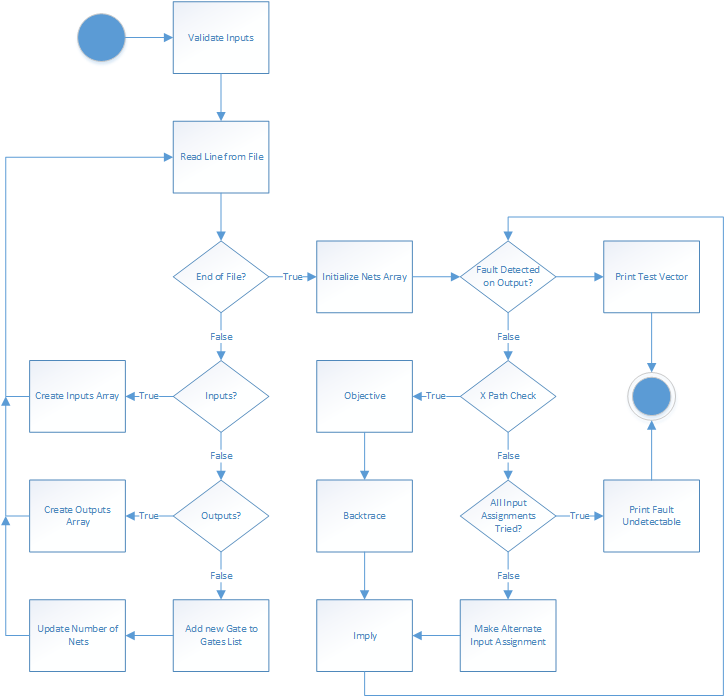 Validate Inputs
Read Line from File
End of File?
True
Initialize Nets Array
Fault Detected
on Output?
Print Test Vector
False
False
Create Inputs Array
True
Inputs?
Objective
True
X Path Check
False
False
Create Outputs
Array
True
Outputs?
Backtrace
All Input
Assignments
Tried?
True
Print Fault
Undetectable
False
False
Update Number of
Nets
Add new Gate to
Gates List
Imply
Make Alternate
Input Assignment